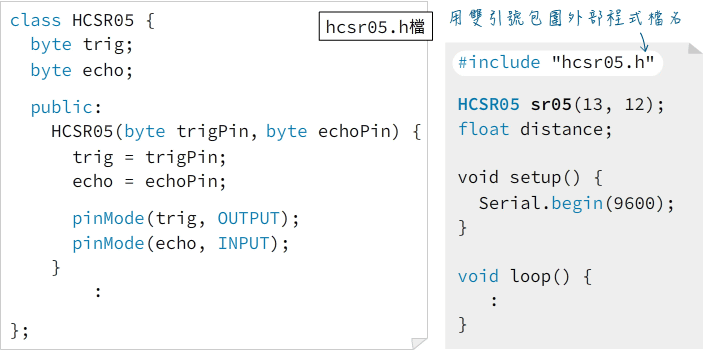 class HCSR05 {
hcsr05.h檔
byte trig;
byte echo;
public:
HCSR05(byte trigPin, byte echoPin) {
trig = trigPin;
echo = echoPin;
pinMode(trig, OUTPUT);
pinMode(echo, INPUT);
}
:
};
用雙引號包圍外部程式檔名
#include "hcsr05.h"
HCSR05 sr05(13, 12);
float distance;
void setup() {
Serial.begin(9600);
}
void loop() {
:
}